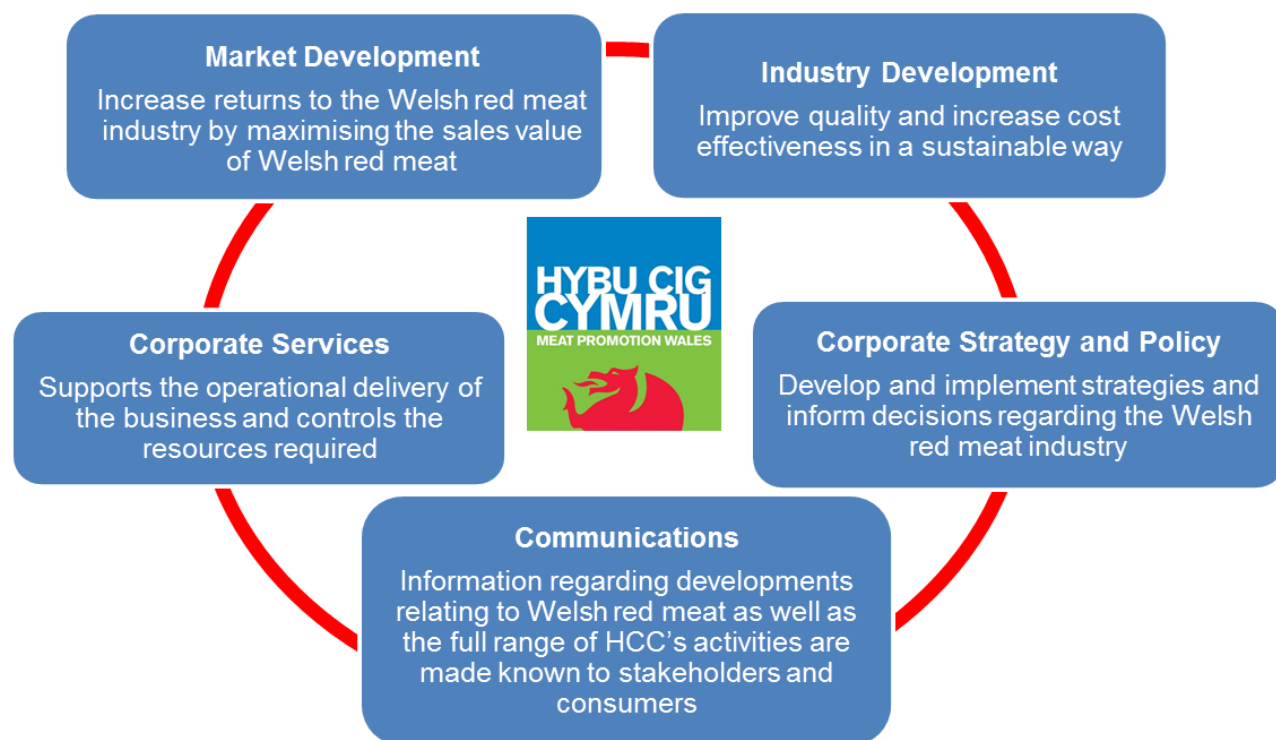 Market Development
Increase returns to the Welsh red meat
industry by maximising the sales value
of Welsh red meat
Industry Development
Improve quality and increase cost
effectiveness in a sustainable way
HYBU CIG
CYMRU
MEAT PROMOTION WALES
Corporate Services
Supports the operational delivery of
the business and controls the
resources required
Corporate Strategy and Policy
Develop and implement strategies and
inform decisions regarding the Welsh
red meat industry
Communications
Information regarding developments
relating to Welsh red meat as well as
the full range of HCC’s activities are
made known to stakeholders and
consumers